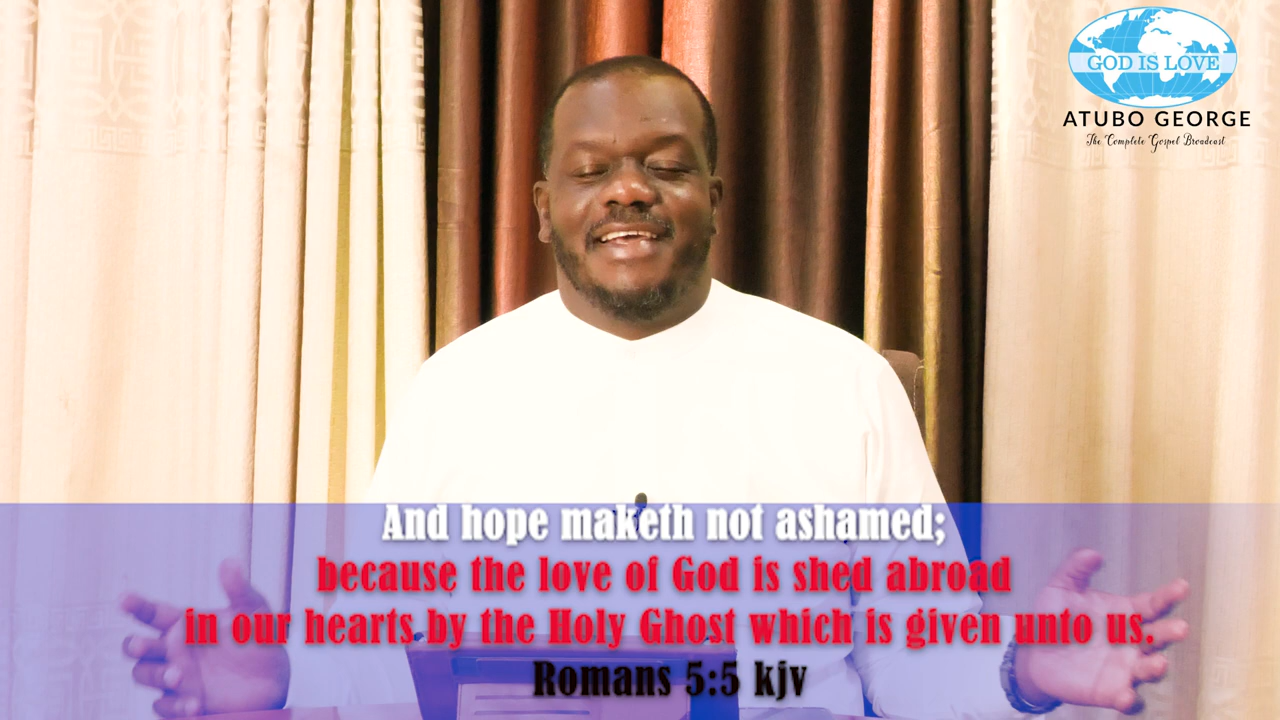 GOD IS LOVE
ATUBO GEORGE
The Complete Gospel Broadcast
And hope maketh not ashamed;
because the love of God is shed abroad
in our hearts by the Holy Ghost which is given unto us.
Romans 5:5 kjv